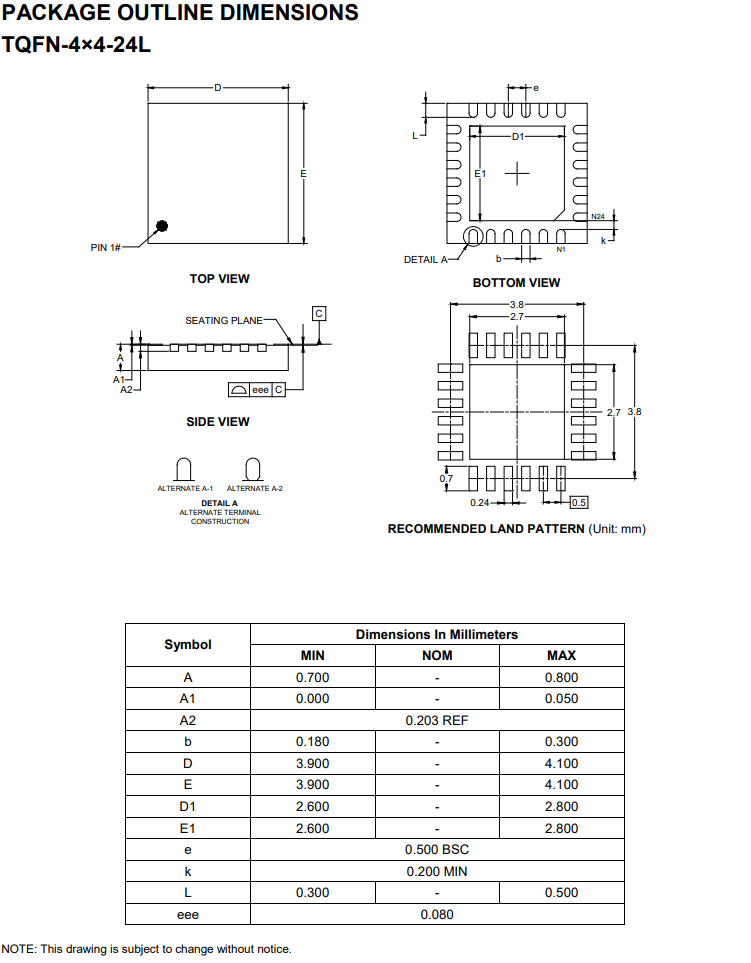 PACKAGE OUTLINE DIMENSIONS
TQFN-4×4-24L
D
E
PIN 1#
TOP VIEW
e
L
D1
E1
N24
k
DETAIL A
b
N1
BOTTOM VIEW
SEATING PLANE
C
A
A1
A2
eee C
SIDE VIEW
ALTERNATE A-1 ALTERNATE A-2
DETAIL A
ALTERNATE TERMINAL
CONSTRUCTION
3.8
2.7
2.7 3.8
0.7
0.24
0.5
RECOMMENDED LAND PATTERN (Unit: mm)
Symbol
Dimensions In Millimeters
MIN NOM MAX
A 0.700 - 0.800
A1 0.000 - 0.050
A2 0.203 REF
b 0.180 - 0.300
D 3.900 - 4.100
E 3.900 - 4.100
D1 2.600 - 2.800
E1 2.600 - 2.800
e 0.500 BSC
k 0.200 MIN
L 0.300 - 0.500
eee 0.080
NOTE: This drawing is subject to change without notice.